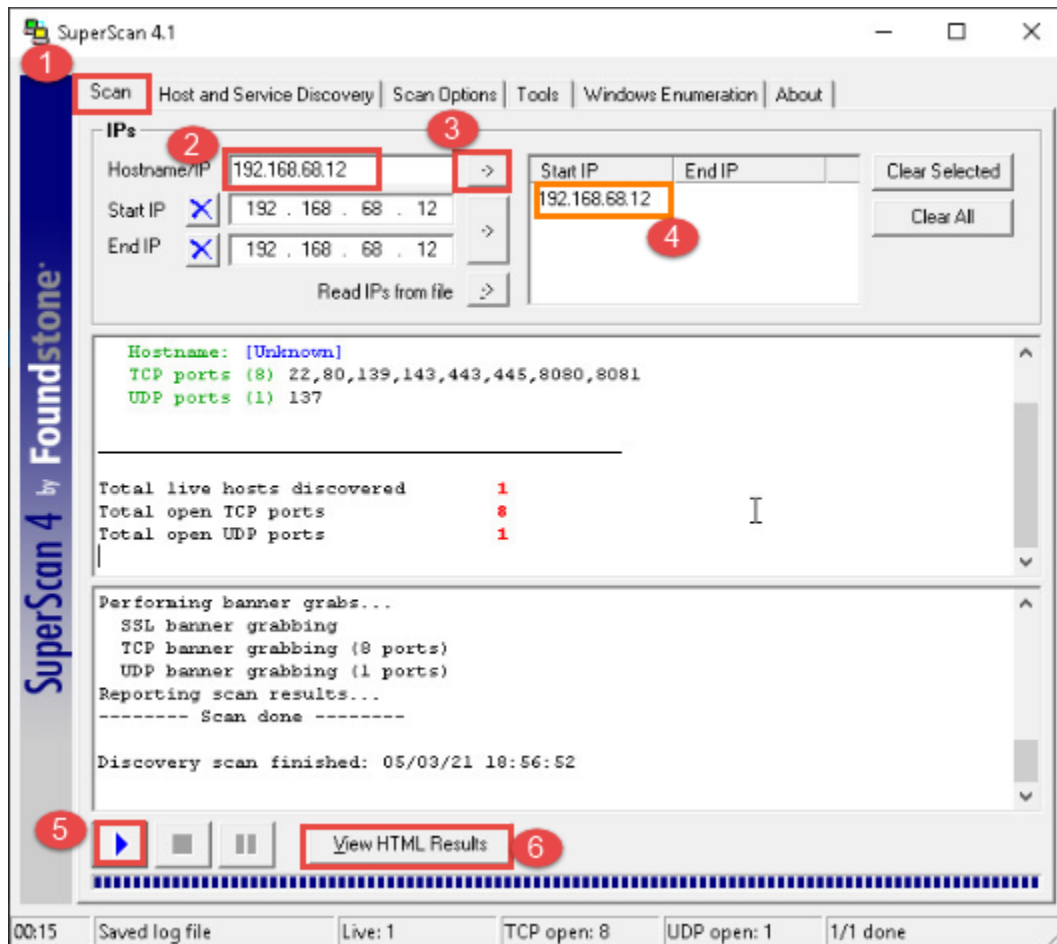 SuperScan 4.1
1
Scan Host and Service Discovery Scan Options Tools Windows Enumeration About
IPs
2
3
Hostname/IP 192.168.68.12 ->
Start IP 192 . 168 . 68 . 12
End IP 192 . 168 . 68 . 12
->
Read IPs from file ->
Start IP End IP
192.168.68.12
4
Clear Selected
Clear All
SuperScan 4 by Foundstone
Hostname: [Unknown]
TCP ports (8) 22,80,139,143,443,445,8080,8081
UDP ports (1) 137
Total live hosts discovered 1
Total open TCP ports 8
Total open UDP ports 1
Performing banner grabs...
SSL banner grabbing
TCP banner grabbing (8 ports)
UDP banner grabbing (1 ports)
Reporting scan results...
-------- Scan done --------
Discovery scan finished: 05/03/21 18:56:52
5
View HTML Results
6
00:15 Saved log file Live: 1 TCP open: 8 UDP open: 1 1/1 done